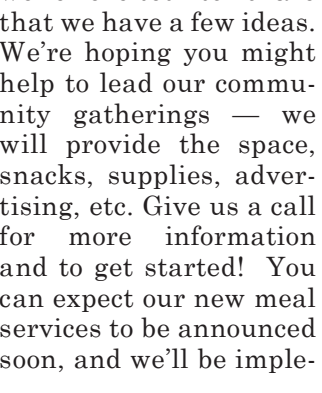 that we have a few ideas.
We're hoping you might
help to lead our commu-
nity gatherings — we
will provide the space,
snacks, supplies, adver-
tising, etc. Give us a call
for more information
and to get started! You
can expect our new meal
services to be announced
soon, and we'll be imple-